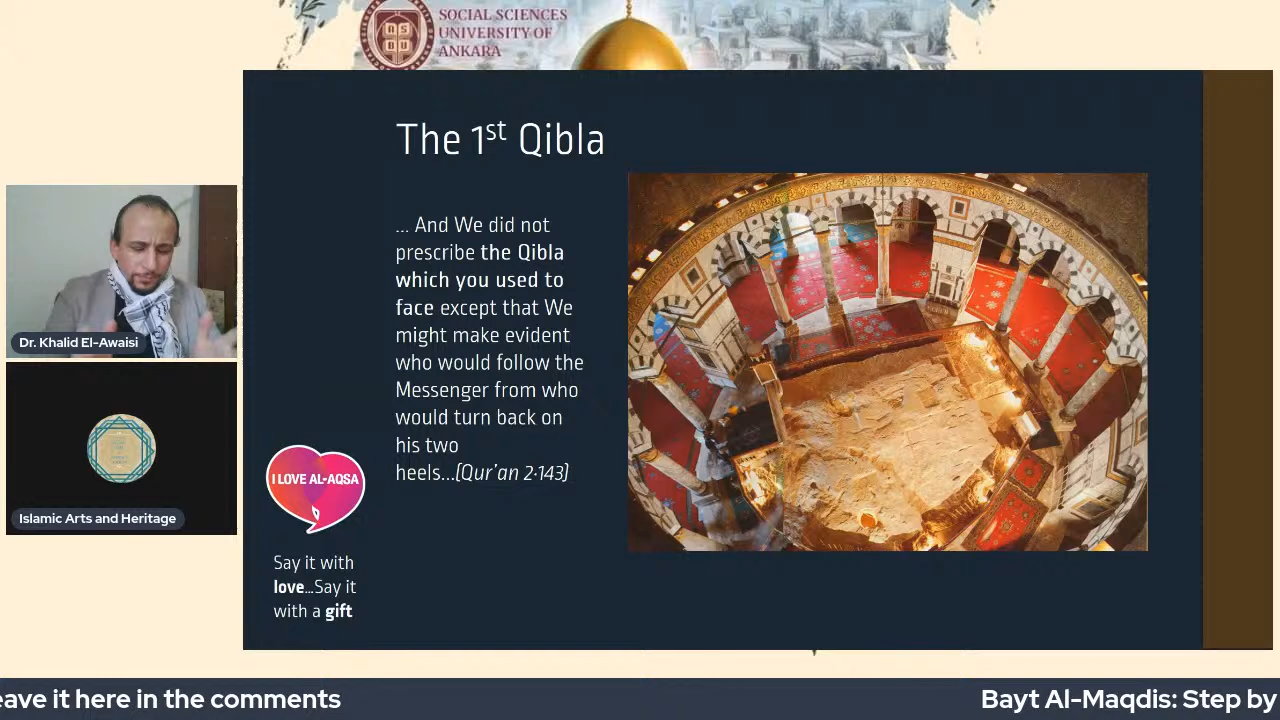 SOCIAL SCIENCES
UNIVERSITY OF
ANKARA
The 1st Qibla
... And We did not
prescribe the Qibla
which you used to
face except that We
might make evident
who would follow the
Messenger from who
would turn back on
his two
heels...(Qur'an 2:143)
Dr. Khalid El-Awaisi
Islamic Arts and Heritage
I LOVE AL-AQSA
Say it with
love...Say it
with a gift
eave it here in the comments
Bayt Al-Maqdis: Step by